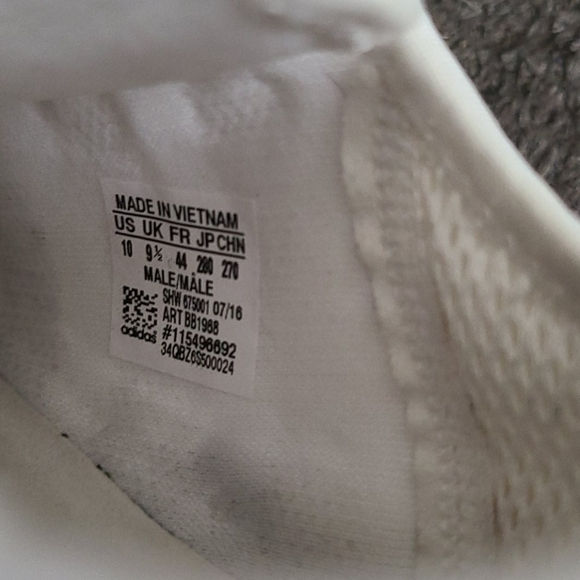 MADE IN VIETNAM
US UK FR JP CHN
10 9½ 44 280 270
MALE/MÂLE
SHW 675001 07/16
ART BB1968
#115496692
adidas 34QBZ6S500024